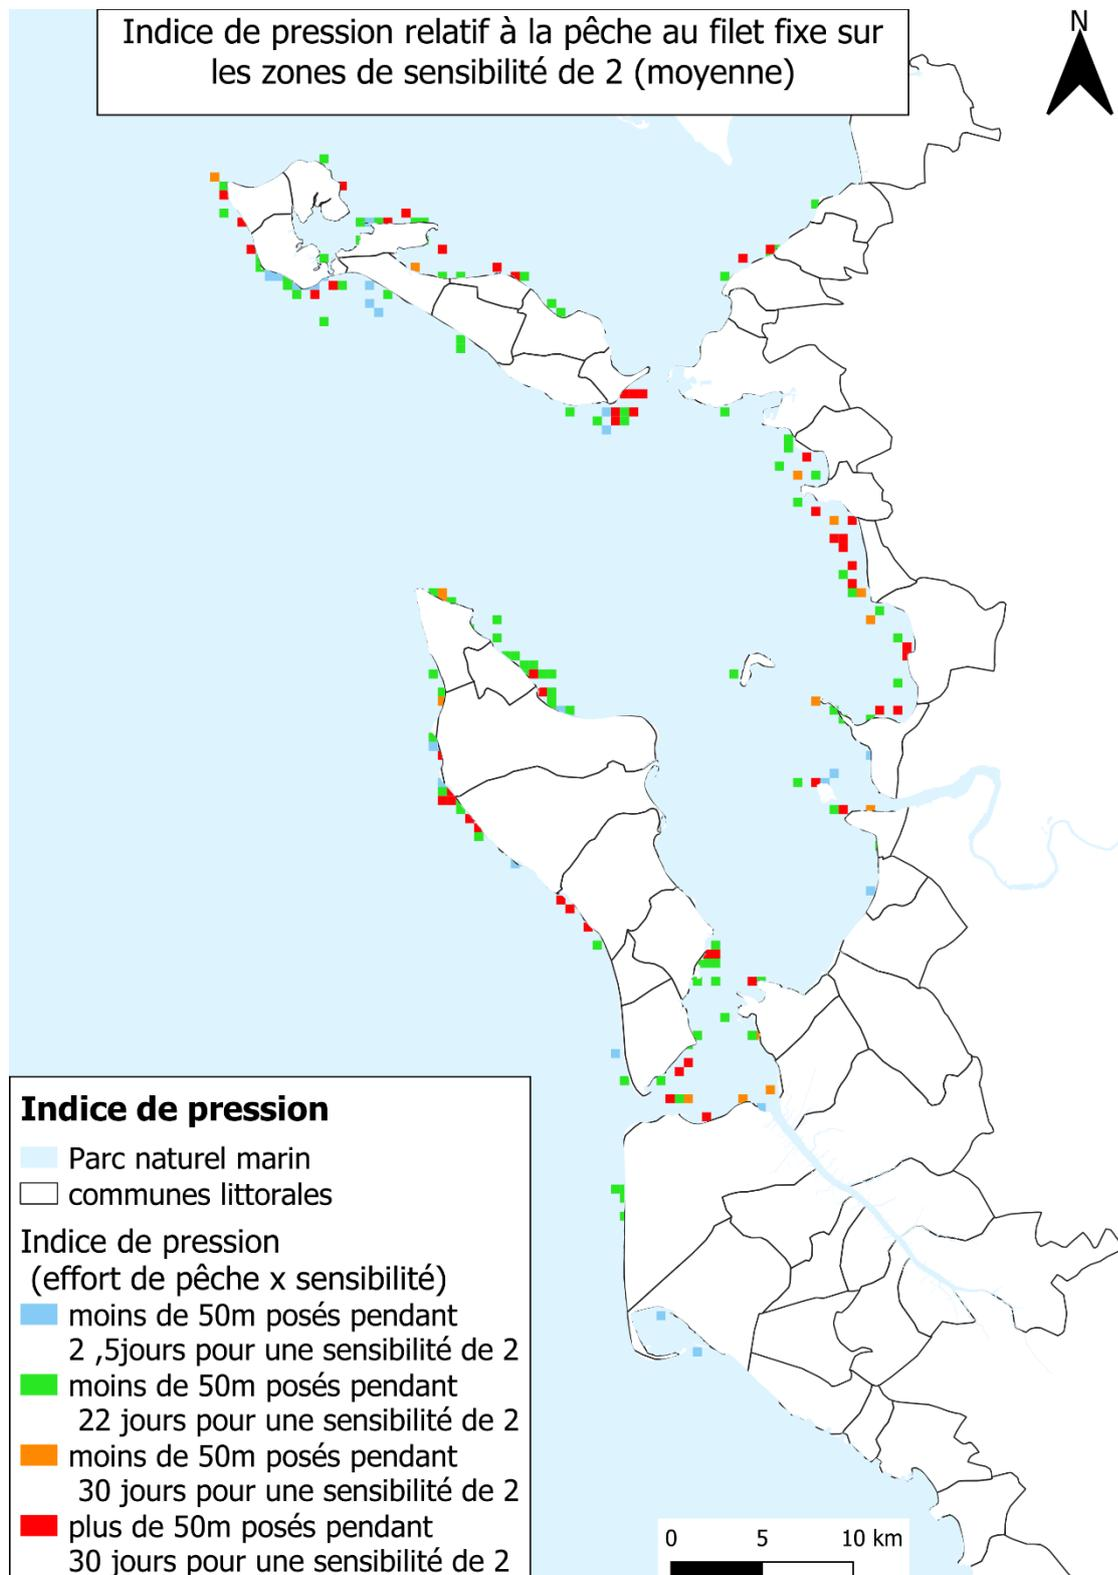 Indice de pression relatif à la pêche au filet fixe sur
les zones de sensibilité de 2 (moyenne)
N
Indice de pression
Parc naturel marin
communes littorales
Indice de pression
(effort de pêche x sensibilité)
moins de 50m posés pendant
2 ,5jours pour une sensibilité de 2
moins de 50m posés pendant
22 jours pour une sensibilité de 2
moins de 50m posés pendant
30 jours pour une sensibilité de 2
plus de 50m posés pendant
30 jours pour une sensibilité de 2
0 5 10 km